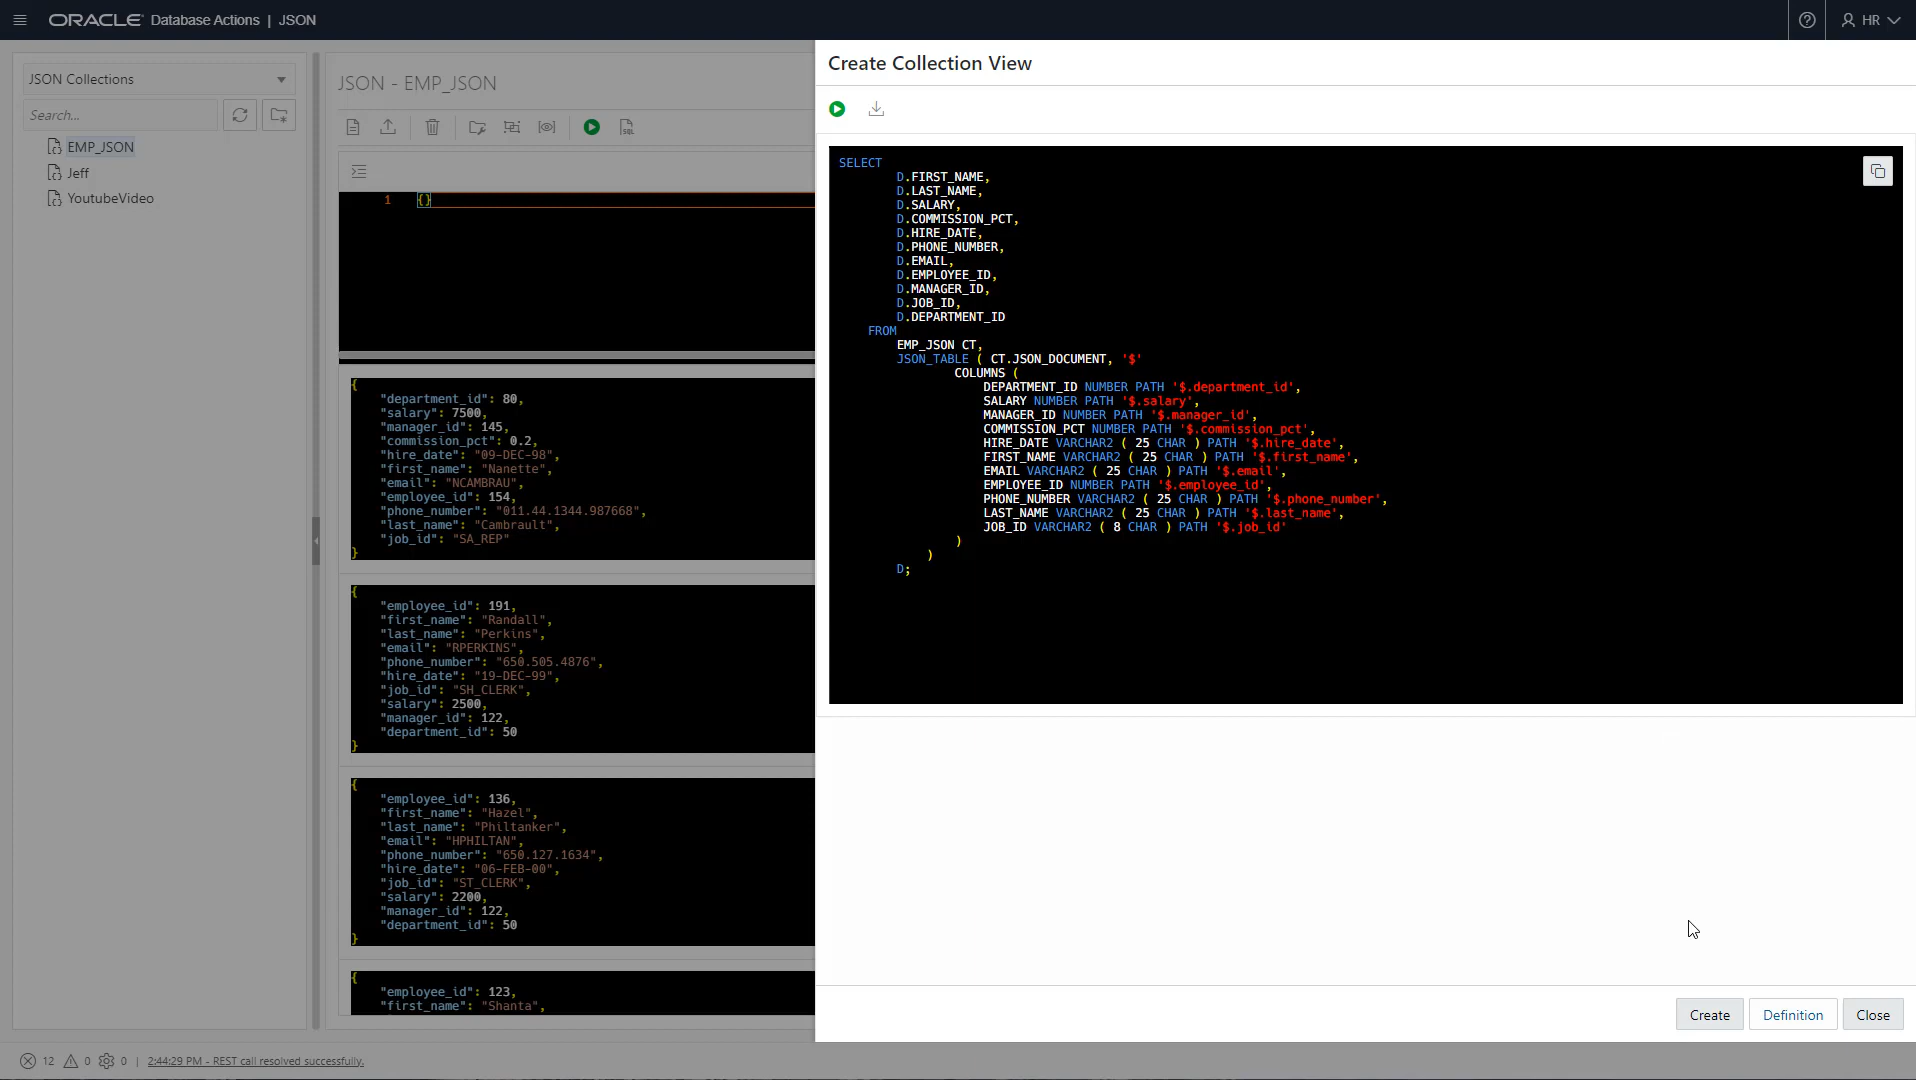 ORACLE Database Actions | JSON
HR
JSON Collections
Search...
EMP_JSON
Jeff
YoutubeVideo
JSON - EMP_JSON
1 {}
{
"department_id": 80,
"salary": 7500,
"manager_id": 145,
"commission_pct": 0.2,
"hire_date": "09-DEC-98",
"first_name": "Nanette",
"email": "NCAMBRAU",
"employee_id": 154,
"phone_number": "011.44.1344.987668",
"last_name": "Cambrault",
"job_id": "SA_REP"
}
{
"employee_id": 191,
"first_name": "Randall",
"last_name": "Perkins",
"email": "RPERKINS",
"phone_number": "650.505.4876",
"hire_date": "19-DEC-99",
"job_id": "SH_CLERK",
"salary": 2500,
"manager_id": 122,
"department_id": 50
}
{
"employee_id": 136,
"first_name": "Hazel",
"last_name": "Philtanker",
"email": "HPHILTAN",
"phone_number": "650.127.1634",
"hire_date": "06-FEB-00",
"job_id": "ST_CLERK",
"salary": 2200,
"manager_id": 122,
"department_id": 50
}
{
"employee_id": 123,
"first_name": "Shanta",
Create Collection View
SELECT
D.FIRST_NAME,
D.LAST_NAME,
D.SALARY,
D.COMMISSION_PCT,
D.HIRE_DATE,
D.PHONE_NUMBER,
D.EMAIL,
D.EMPLOYEE_ID,
D.MANAGER_ID,
D.JOB_ID,
D.DEPARTMENT_ID
FROM
EMP_JSON CT,
JSON_TABLE ( CT.JSON_DOCUMENT, '$'
COLUMNS (
DEPARTMENT_ID NUMBER PATH '$.department_id',
SALARY NUMBER PATH '$.salary',
MANAGER_ID NUMBER PATH '$.manager_id',
COMMISSION_PCT NUMBER PATH '$.commission_pct',
HIRE_DATE VARCHAR2 ( 25 CHAR ) PATH '$.hire_date',
FIRST_NAME VARCHAR2 ( 25 CHAR ) PATH '$.first_name',
EMAIL VARCHAR2 ( 25 CHAR ) PATH '$.email',
EMPLOYEE_ID NUMBER PATH '$.employee_id',
PHONE_NUMBER VARCHAR2 ( 25 CHAR ) PATH '$.phone_number',
LAST_NAME VARCHAR2 ( 25 CHAR ) PATH '$.last_name',
JOB_ID VARCHAR2 ( 8 CHAR ) PATH '$.job_id'
)
)
D;
Create Definition Close
12 0 0 | 2:44:29 PM - REST call resolved successfully.